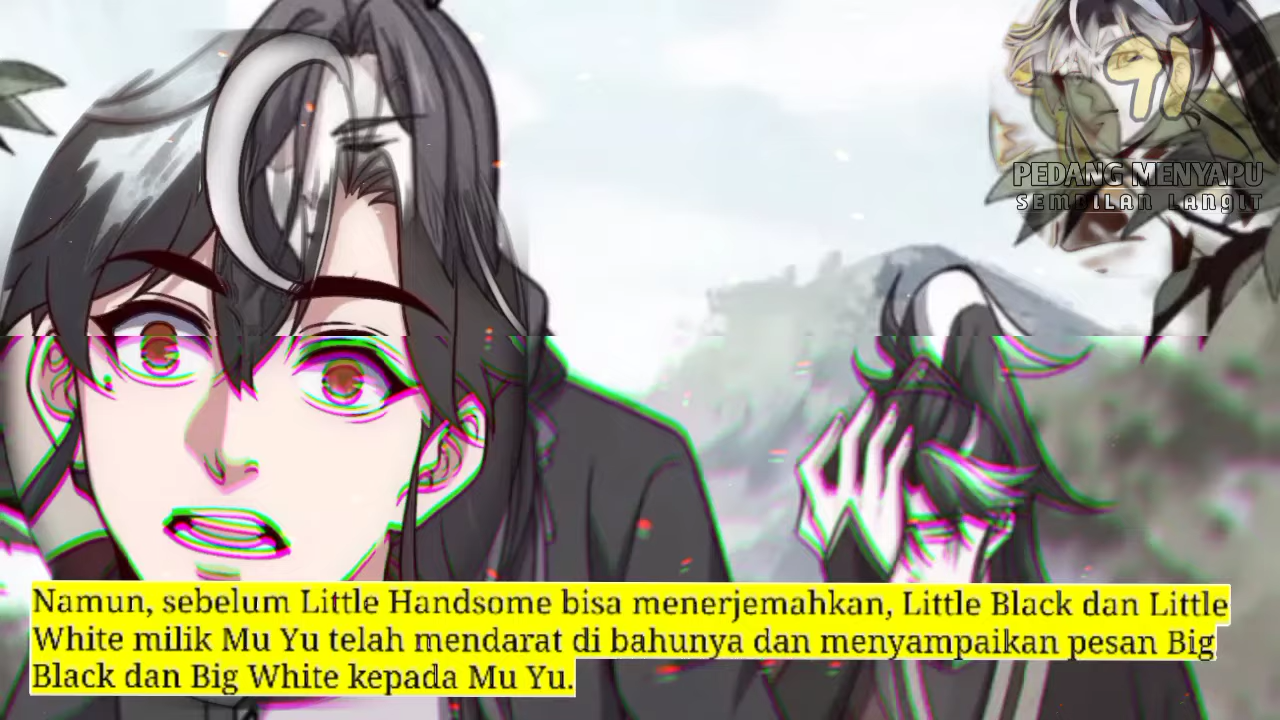 71
PEDANG MENYAPU
SEMBILAN LANGIT
Namun, sebelum Little Handsome bisa menerjemahkan, Little Black dan Little
White milik Mu Yu telah mendarat di bahunya dan menyampaikan pesan Big
Black dan Big White kepada Mu Yu.